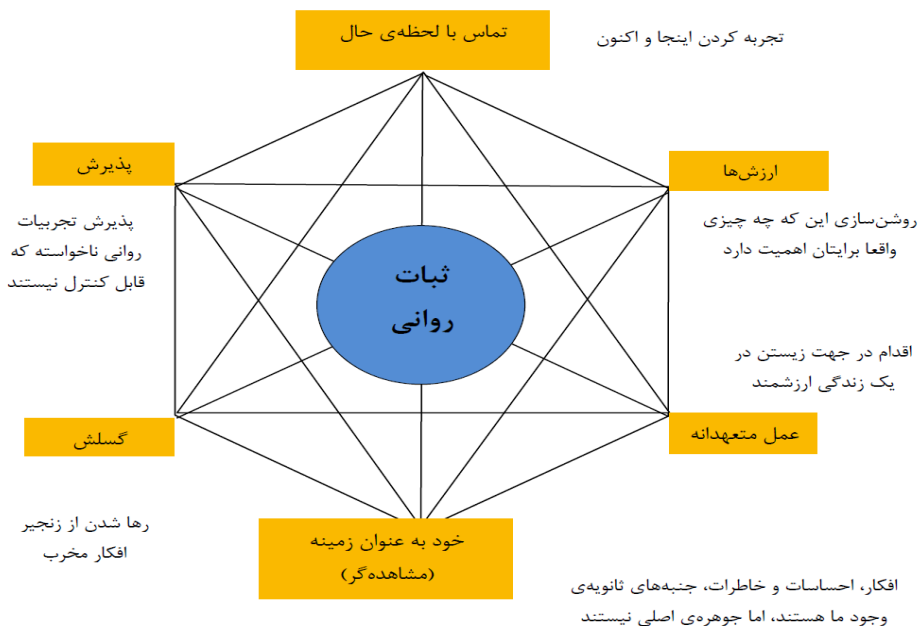 تماس با لحظه‌ی حال
تجربه کردن اینجا و اکنون
ارزش‌ها
روشن‌سازی این که چه چیزی
واقعا برایتان اهمیت دارد
پذیرش
پذیرش تجربیات
روانی ناخواسته که
قابل کنترل نیستند
ثبات
روانی
اقدام در جهت زیستن در
یک زندگی ارزشمند
عمل متعهدانه
گسلش
رها شدن از زنجیر
افکار مخرب
خود به عنوان زمینه
(مشاهده‌گر)
افکار، احساسات و خاطرات، جنبه‌های ثانویه‌ی
وجود ما هستند، اما جوهره‌ی اصلی نیستند